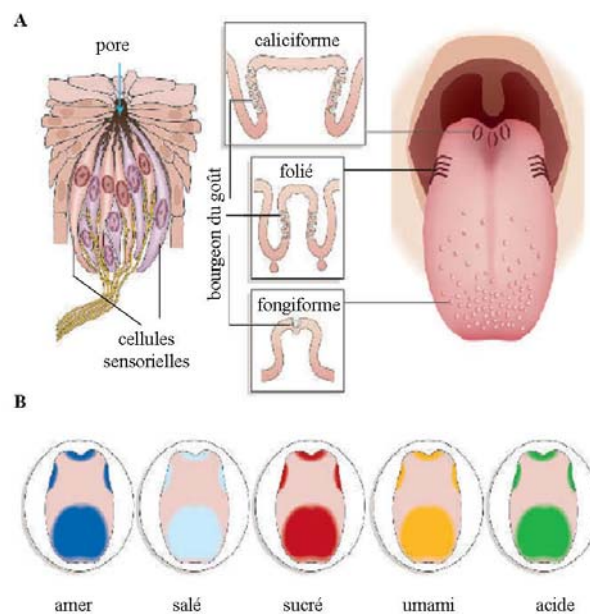 A
pore
caliciforme
folié
bourgeon du goût
fongiforme
cellules
sensorielles
B
amer
salé
sucré
umami
acide